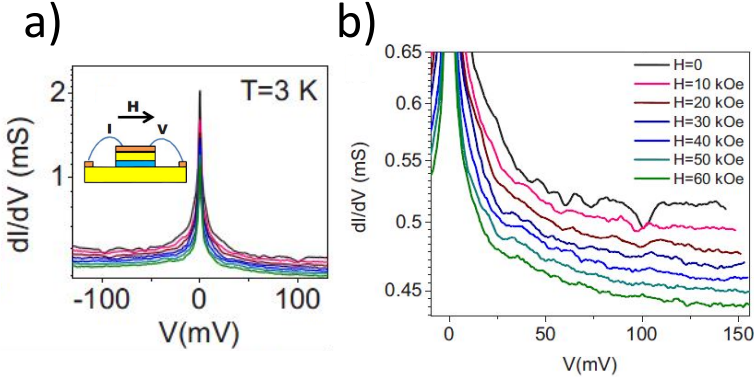 a)
dI/dV (mS)
2
1
T=3 K
H
I
V
-100
0
100
V(mV)
b)
dI/dV (mS)
0.65
0.6
0.55
0.5
0.45
H=0
H=10 kOe
H=20 kOe
H=30 kOe
H=40 kOe
H=50 kOe
H=60 kOe
0
50
100
150
V(mV)